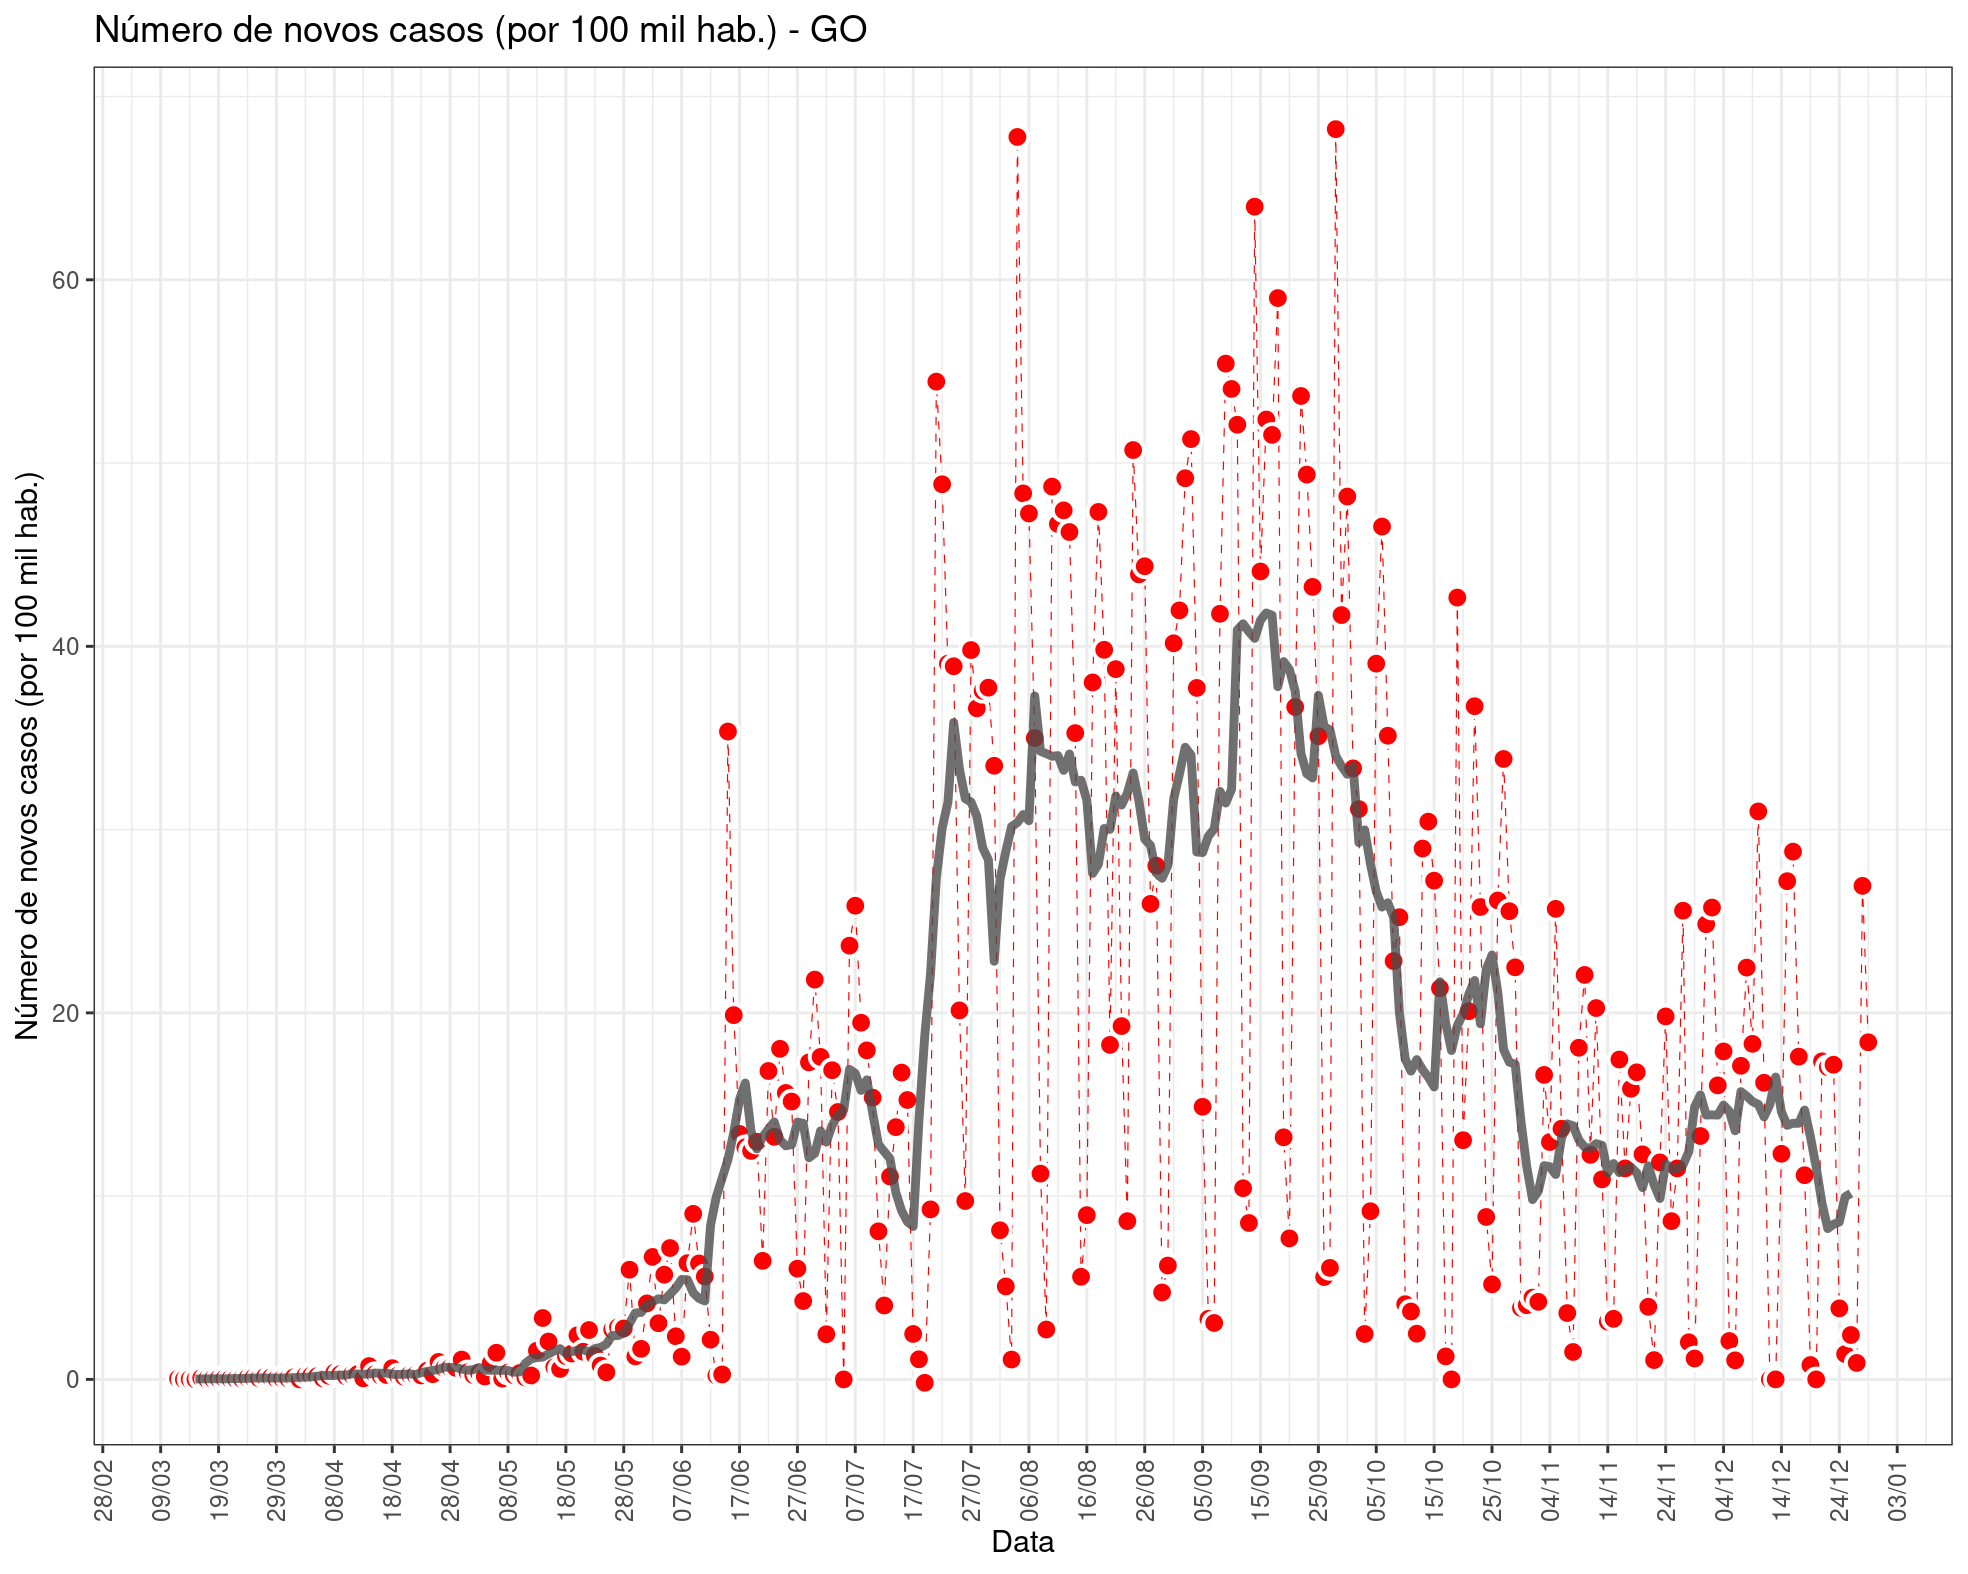 Número de novos casos (por 100 mil hab.) - GO
Número de novos casos (por 100 mil hab.)
60
40
20
0
28/02 09/03 19/03 29/03 08/04 18/04 28/04 08/05 18/05 28/05 07/06 17/06 27/06 07/07 17/07 27/07 06/08 16/08 26/08 05/09 15/09 25/09 05/10 15/10 25/10 04/11 14/11 24/11 04/12 14/12 24/12 03/01
Data